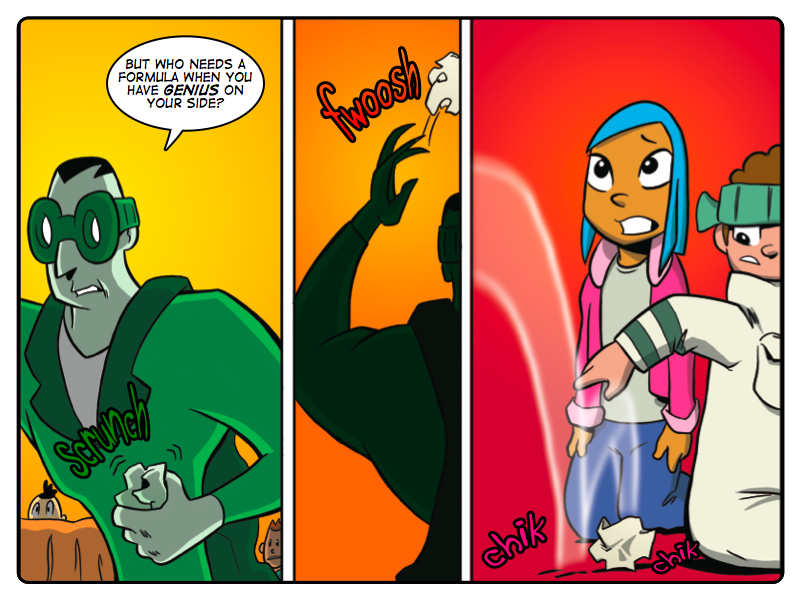 BUT WHO NEEDS A
FORMULA WHEN YOU
HAVE GENIUS ON
YOUR SIDE?
scrunch
fwoosh
chik
chik